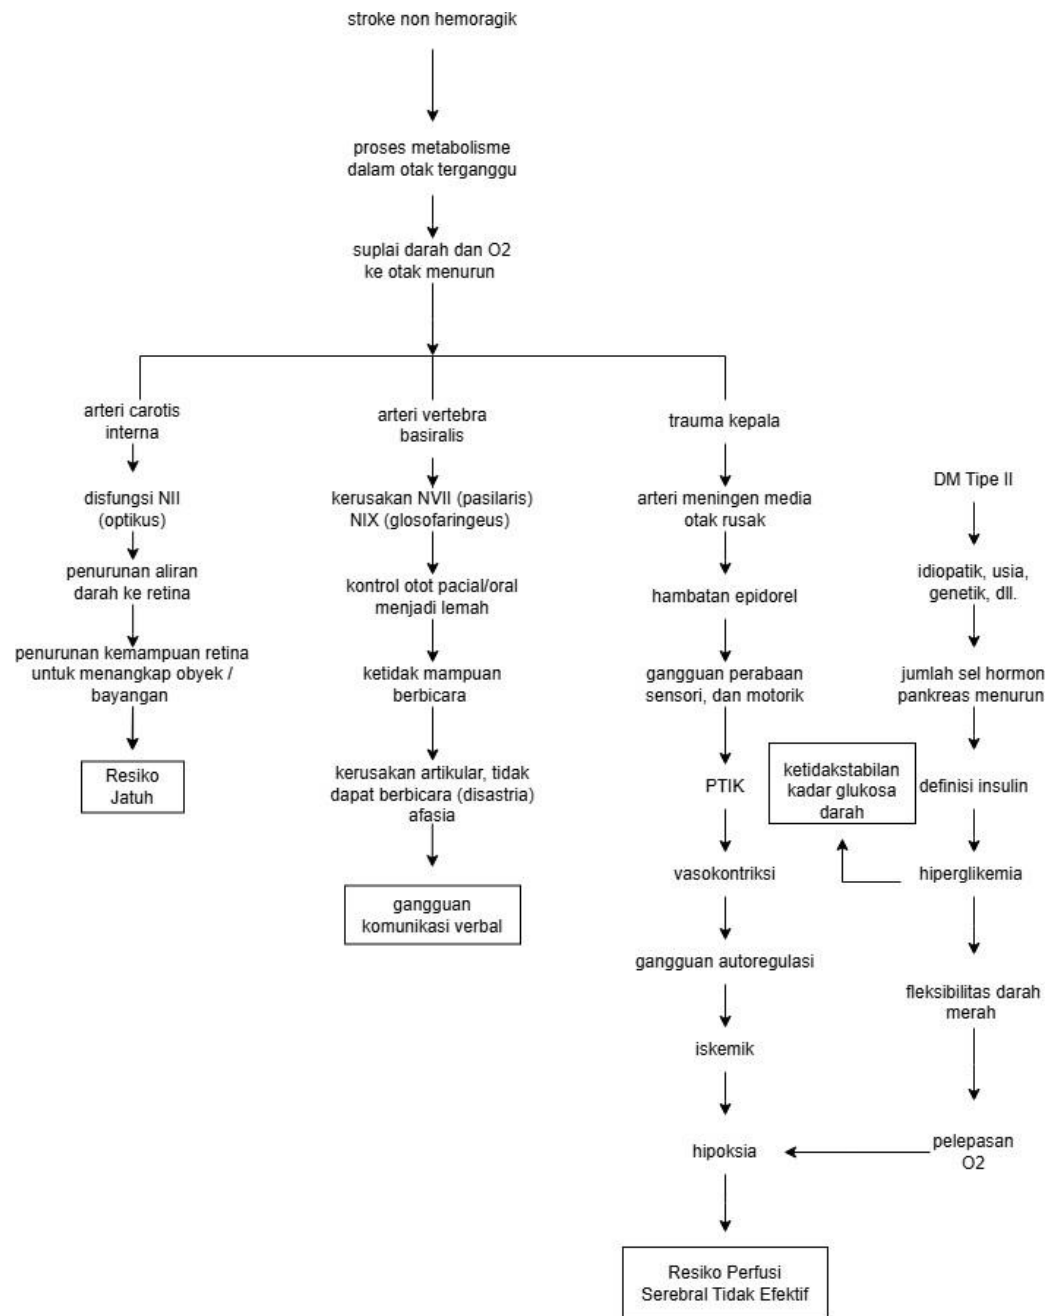 stroke non hemoragik
proses metabolisme
dalam otak terganggu
suplai darah dan O2
ke otak menurun
arteri carotis
interna
disfungsi NII
(optikus)
penurunan aliran
darah ke retina
penurunan kemampuan retina
untuk menangkap obyek /
bayangan
Resiko
Jatuh
arteri vertebra
basiralis
kerusakan NVII (pasilaris)
NIX (glosofaringeus)
kontrol otot pacial/oral
menjadi lemah
ketidak mampuan
berbicara
kerusakan artikular, tidak
dapat berbicara (disastria)
afasia
gangguan
komunikasi verbal
trauma kepala
arteri meningen media
otak rusak
hambatan epidorel
gangguan perabaan
sensori, dan motorik
PTIK
vasokontriksi
gangguan autoregulasi
iskemik
hipoksia
Resiko Perfusi
Serebral Tidak Efektif
DM Tipe II
idiopatik, usia,
genetik, dll.
jumlah sel hormon
pankreas menurun
definisi insulin
hiperglikemia
ketidakstabilan
kadar glukosa
darah
fleksibilitas darah
merah
pelepasan
O2